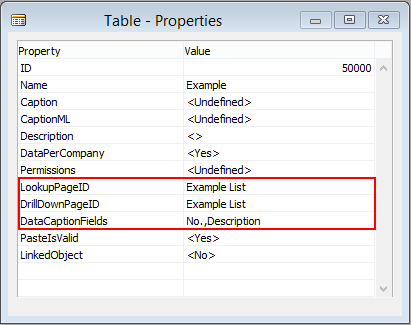 Table - Properties
Property Value
ID 50000
Name Example
Caption <Undefined>
CaptionML <Undefined>
Description <>
DataPerCompany <Yes>
Permissions <Undefined>
LookupPageID Example List
DrillDownPageID Example List
DataCaptionFields No.,Description
PasteIsValid <Yes>
LinkedObject <No>